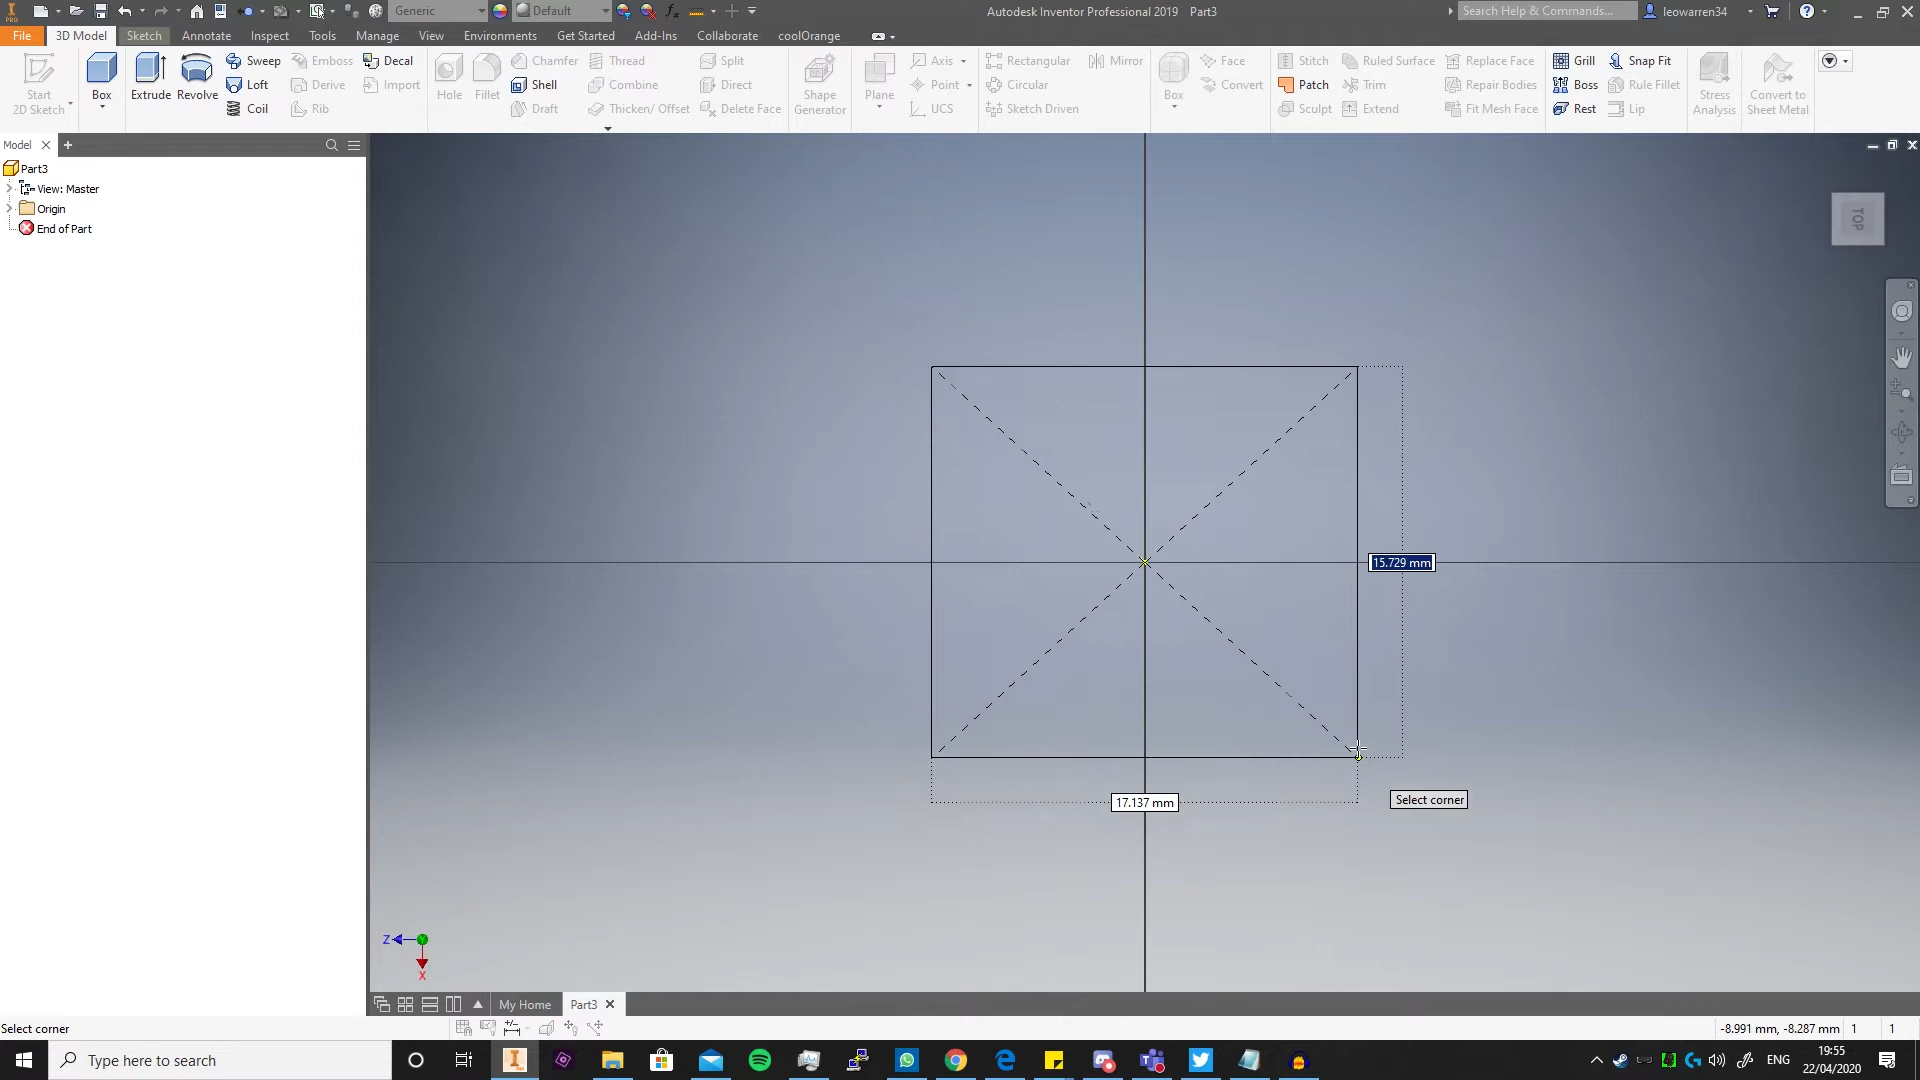 Generic
Default
Autodesk Inventor Professional 2019 Part3
Search Help & Commands...
leowarren34
PRO
File
3D Model
Sketch
Annotate
Inspect
Tools
Manage
View
Environments
Get Started
Add-Ins
Collaborate
coolOrange
Start
2D Sketch
Box
Extrude
Revolve
Sweep
Loft
Coil
Emboss
Derive
Rib
Decal
Import
Hole
Fillet
Chamfer
Shell
Draft
Thread
Combine
Thicken/ Offset
Split
Direct
Delete Face
Shape
Generator
Plane
Axis
Point
UCS
Rectangular
Circular
Sketch Driven
Mirror
Box
Face
Convert
Stitch
Patch
Sculpt
Ruled Surface
Trim
Extend
Replace Face
Repair Bodies
Fit Mesh Face
Grill
Boss
Rest
Snap Fit
Rule Fillet
Lip
Stress
Analysis
Convert to
Sheet Metal
Model
Part3
View: Master
Origin
End of Part
TOP
15.729 mm
17.137 mm
Select corner
Z
X
My Home
Part3
Select corner
-8.991 mm, -8.287 mm 1 1
Type here to search
ENG
19:55
22/04/2020